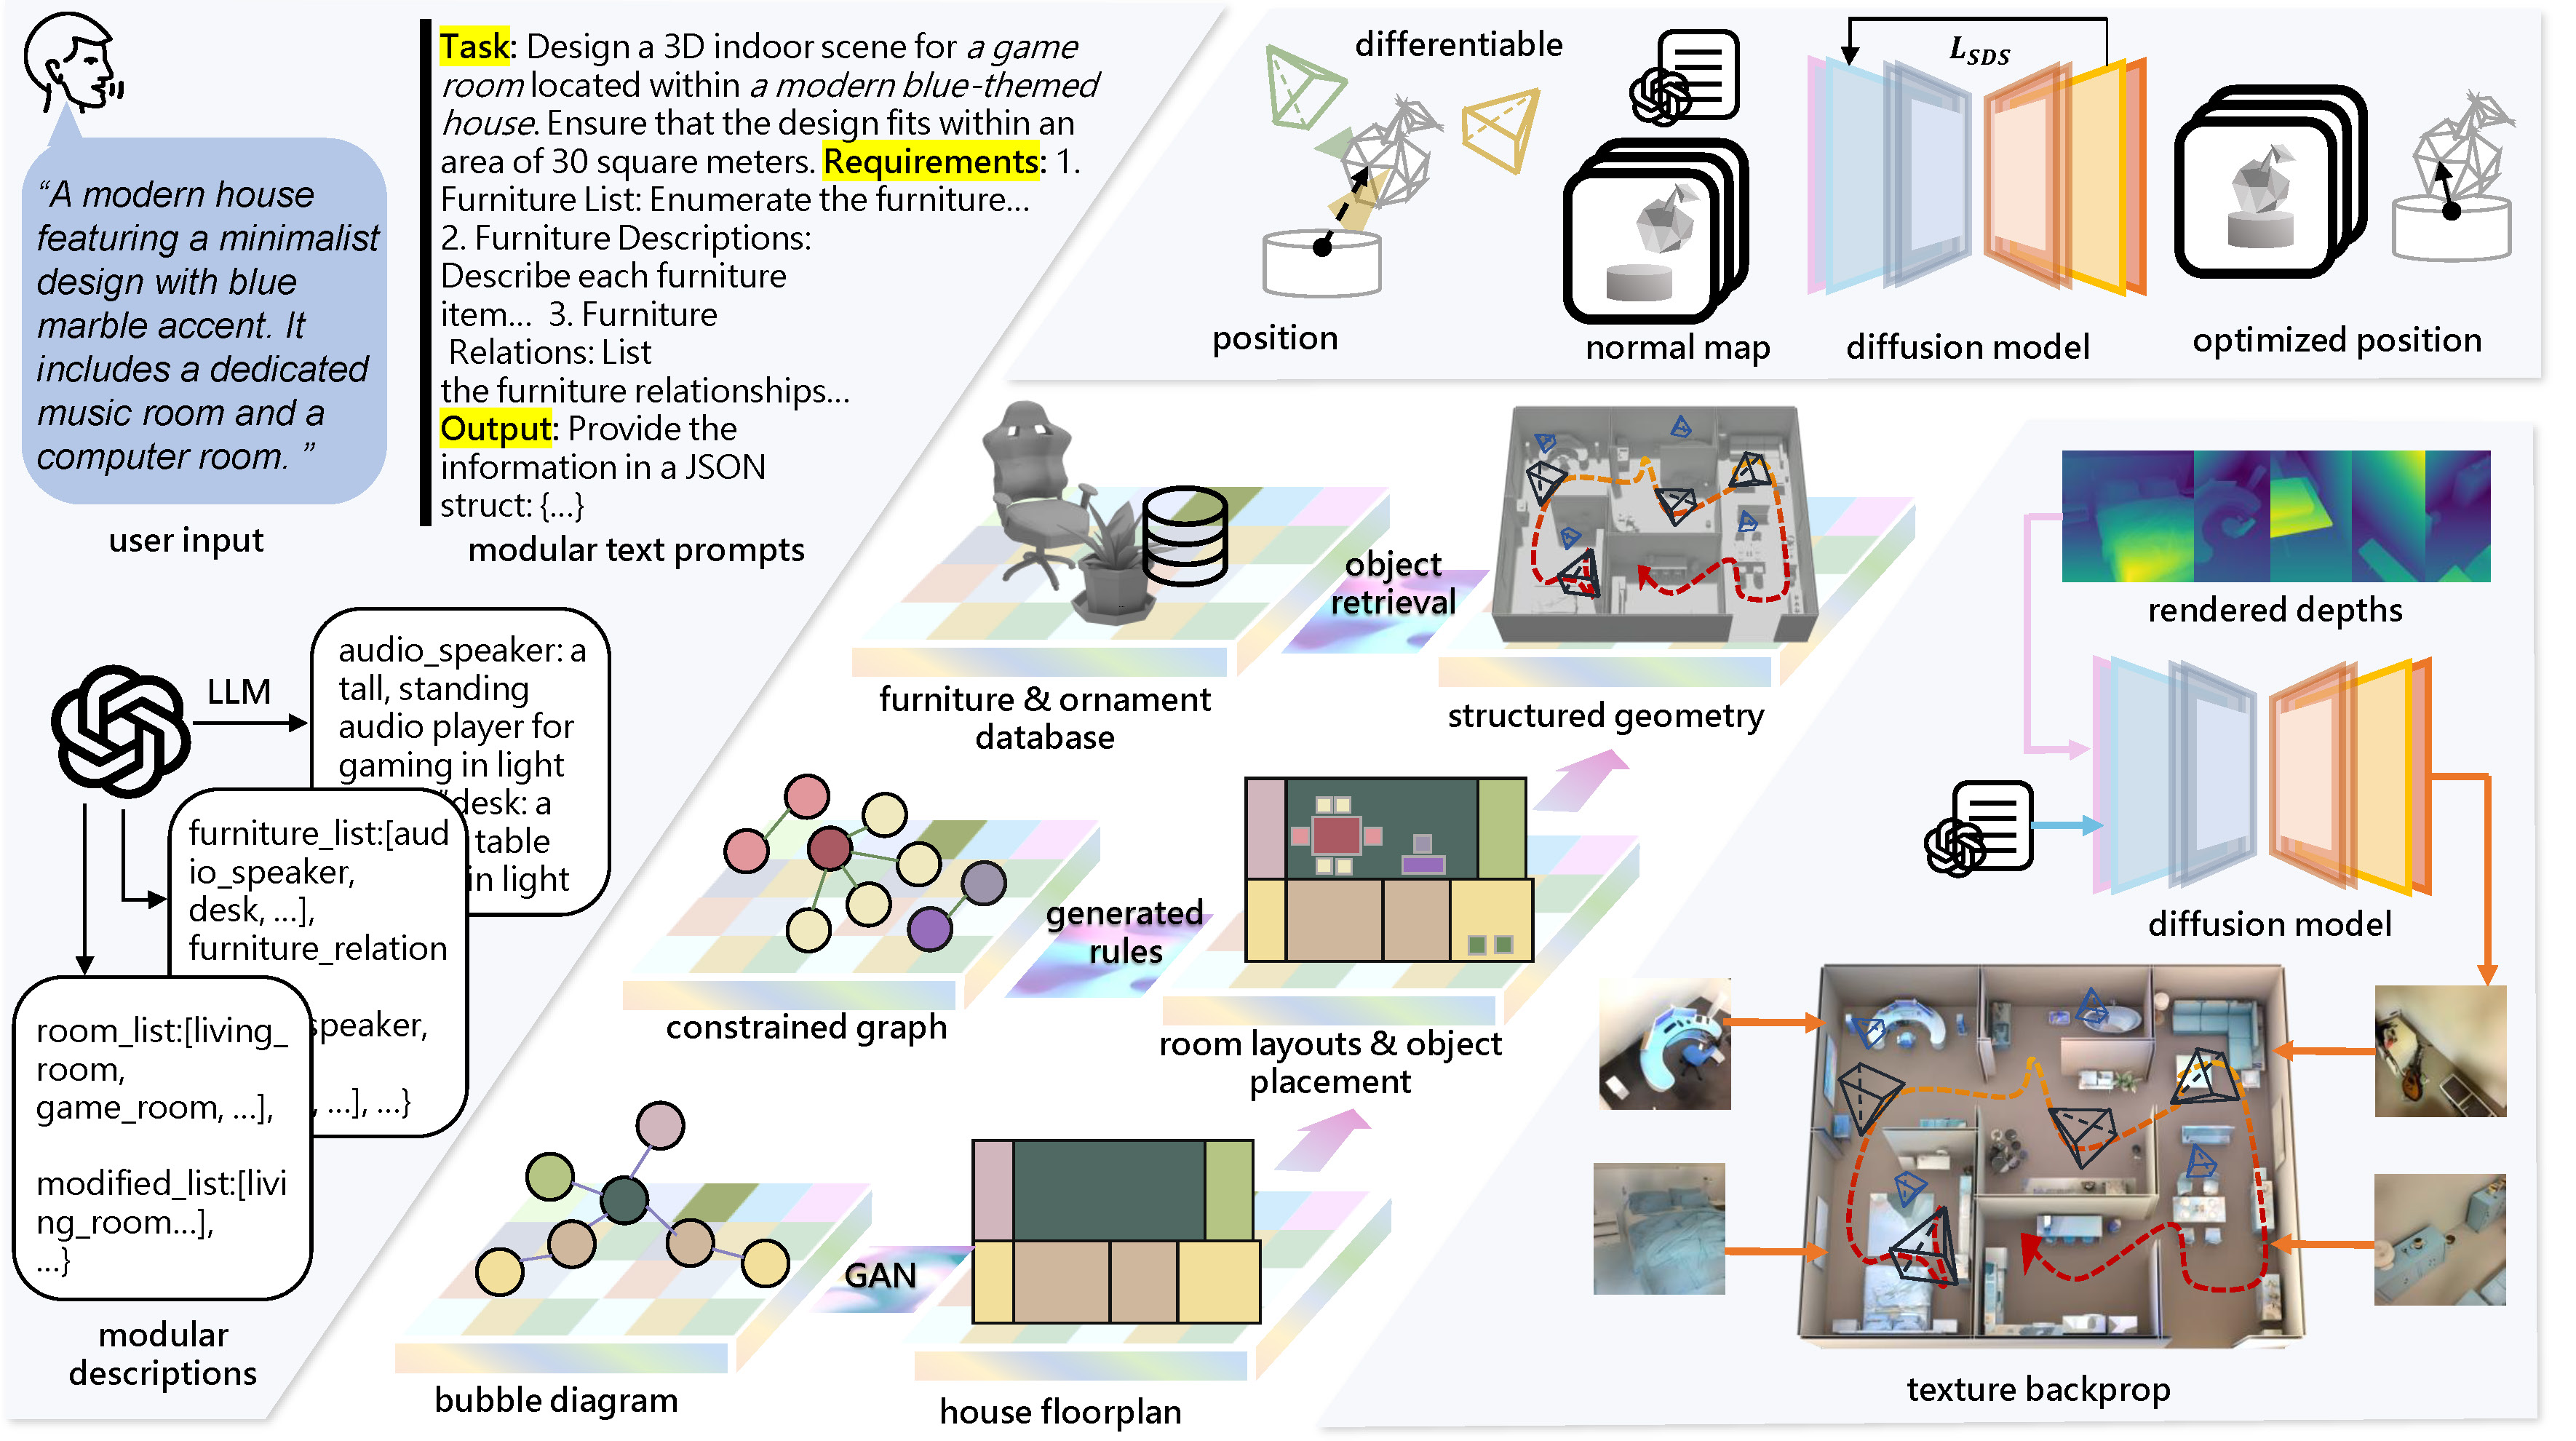 “A modern house
featuring a minimalist
design with blue
marble accent. It
includes a dedicated
music room and a
computer room. ”
user input
Task: Design a 3D indoor scene for a game
room located within a modern blue-themed
house. Ensure that the design fits within an
area of 30 square meters. Requirements: 1.
Furniture List: Enumerate the furniture...
2. Furniture Descriptions:
Describe each furniture
item... 3. Furniture
Relations: List
the furniture relationships...
Output: Provide the
information in a JSON
struct: {...}
modular text prompts
LLM
audio_speaker: a
tall, standing
audio player for
gaming in light
“desk: a
table
in light
furniture_list:[aud
io_speaker,
desk, ...],
furniture_relation
speaker,
, ...], ...}
room_list:[living_
room,
game_room, ...],
modified_list:[livi
ng_room...],
...}
modular
descriptions
differentiable
position
normal map
L_SDS
diffusion model
optimized position
furniture & ornament
database
object
retrieval
structured geometry
constrained graph
generated
rules
room layouts & object
placement
bubble diagram
GAN
house floorplan
rendered depths
diffusion model
texture backprop